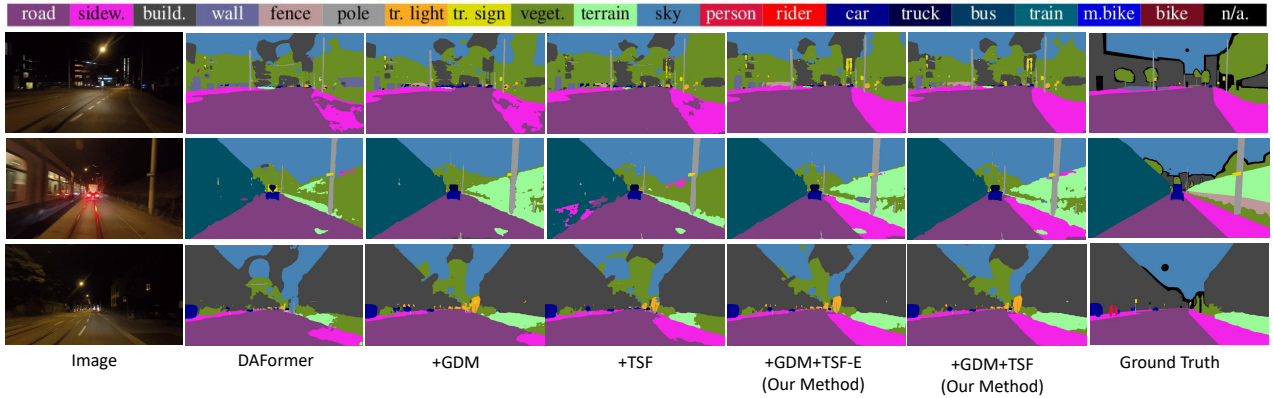 road sidew. build. wall fence pole tr. light tr. sign veget. terrain sky person rider car truck bus train m.bike bike n/a.
Image DAFormer +GDM +TSF +GDM+TSF-E +GDM+TSF Ground Truth
(Our Method) (Our Method)